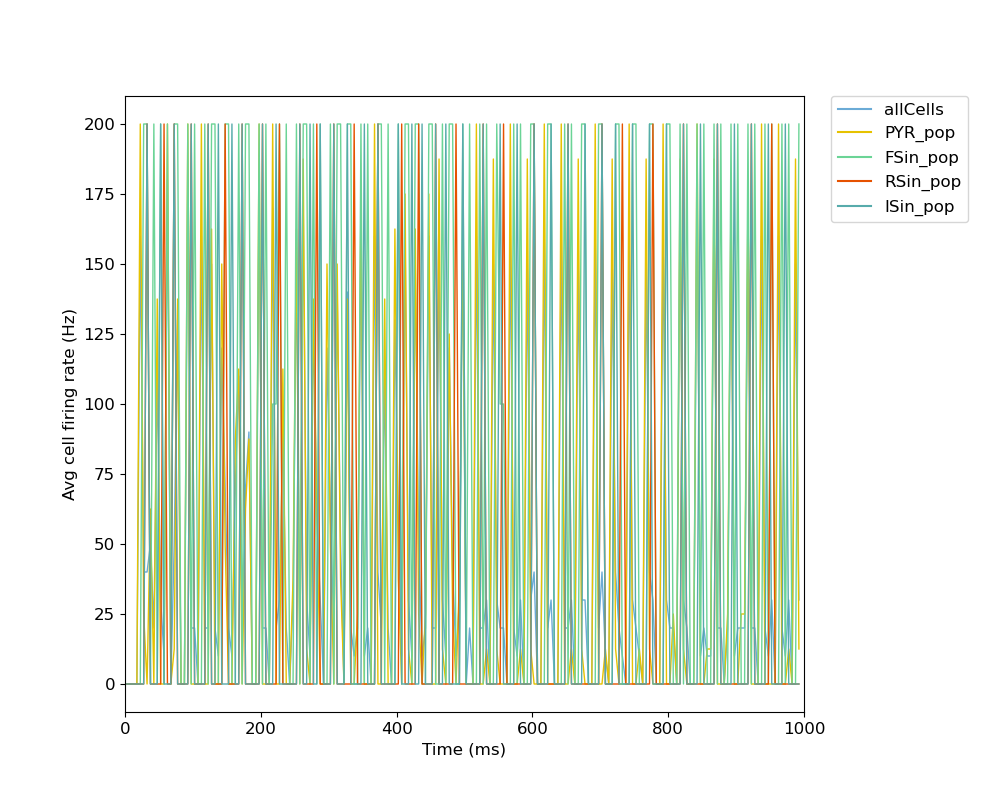 200
175
150
125
100
75
50
25
0
Avg cell firing rate (Hz)
0 200 400 600 800 1000
Time (ms)
allCells
PYR_pop
FSin_pop
RSin_pop
ISin_pop